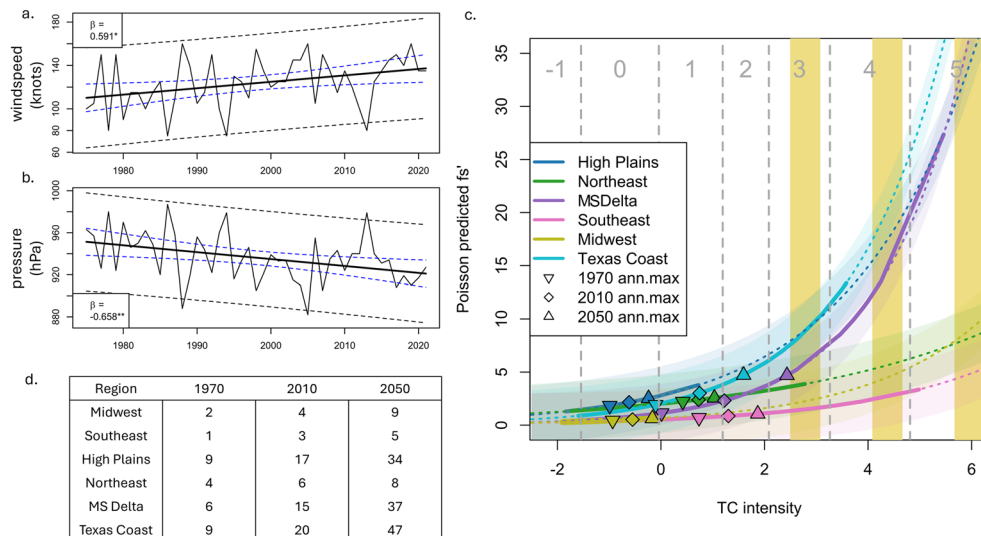 a.
β =
0.591*
windspeed
(knots)
180
140
120
100
80
60
1980
1990
2000
2010
2020
b.
pressure
(hPa)
1000
960
920
880
β =
-0.658**
1980
1990
2000
2010
2020
d.
Region 1970 2010 2050
Midwest 2 4 9
Southeast 1 3 5
High Plains 9 17 34
Northeast 4 6 8
MS Delta 6 15 37
Texas Coast 9 20 47
c.
Poisson predicted fs'
35
30
25
20
15
10
5
0
-1 0 1 2 3 4 5
High Plains
Northeast
MSDelta
Southeast
Midwest
Texas Coast
1970 ann.max
2010 ann.max
2050 ann.max
-2 0 2 4 6
TC intensity